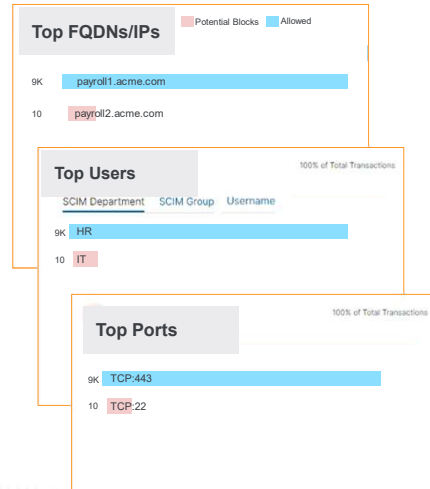 Top FQDNs/IPs
Potential Blocks Allowed
9K payroll1.acme.com
10 payroll2.acme.com
Top Users
100% of Total Transactions
SCIM Department SCIM Group Username
9K HR
10 IT
Top Ports
100% of Total Transactions
9K TCP:443
10 TCP:22